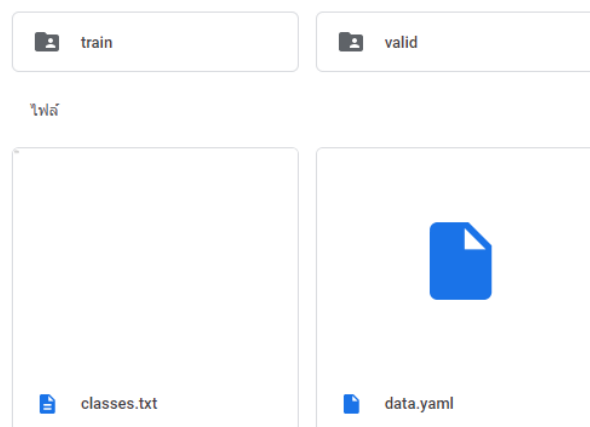 train
valid
ไฟล์
classes.txt
data.yaml